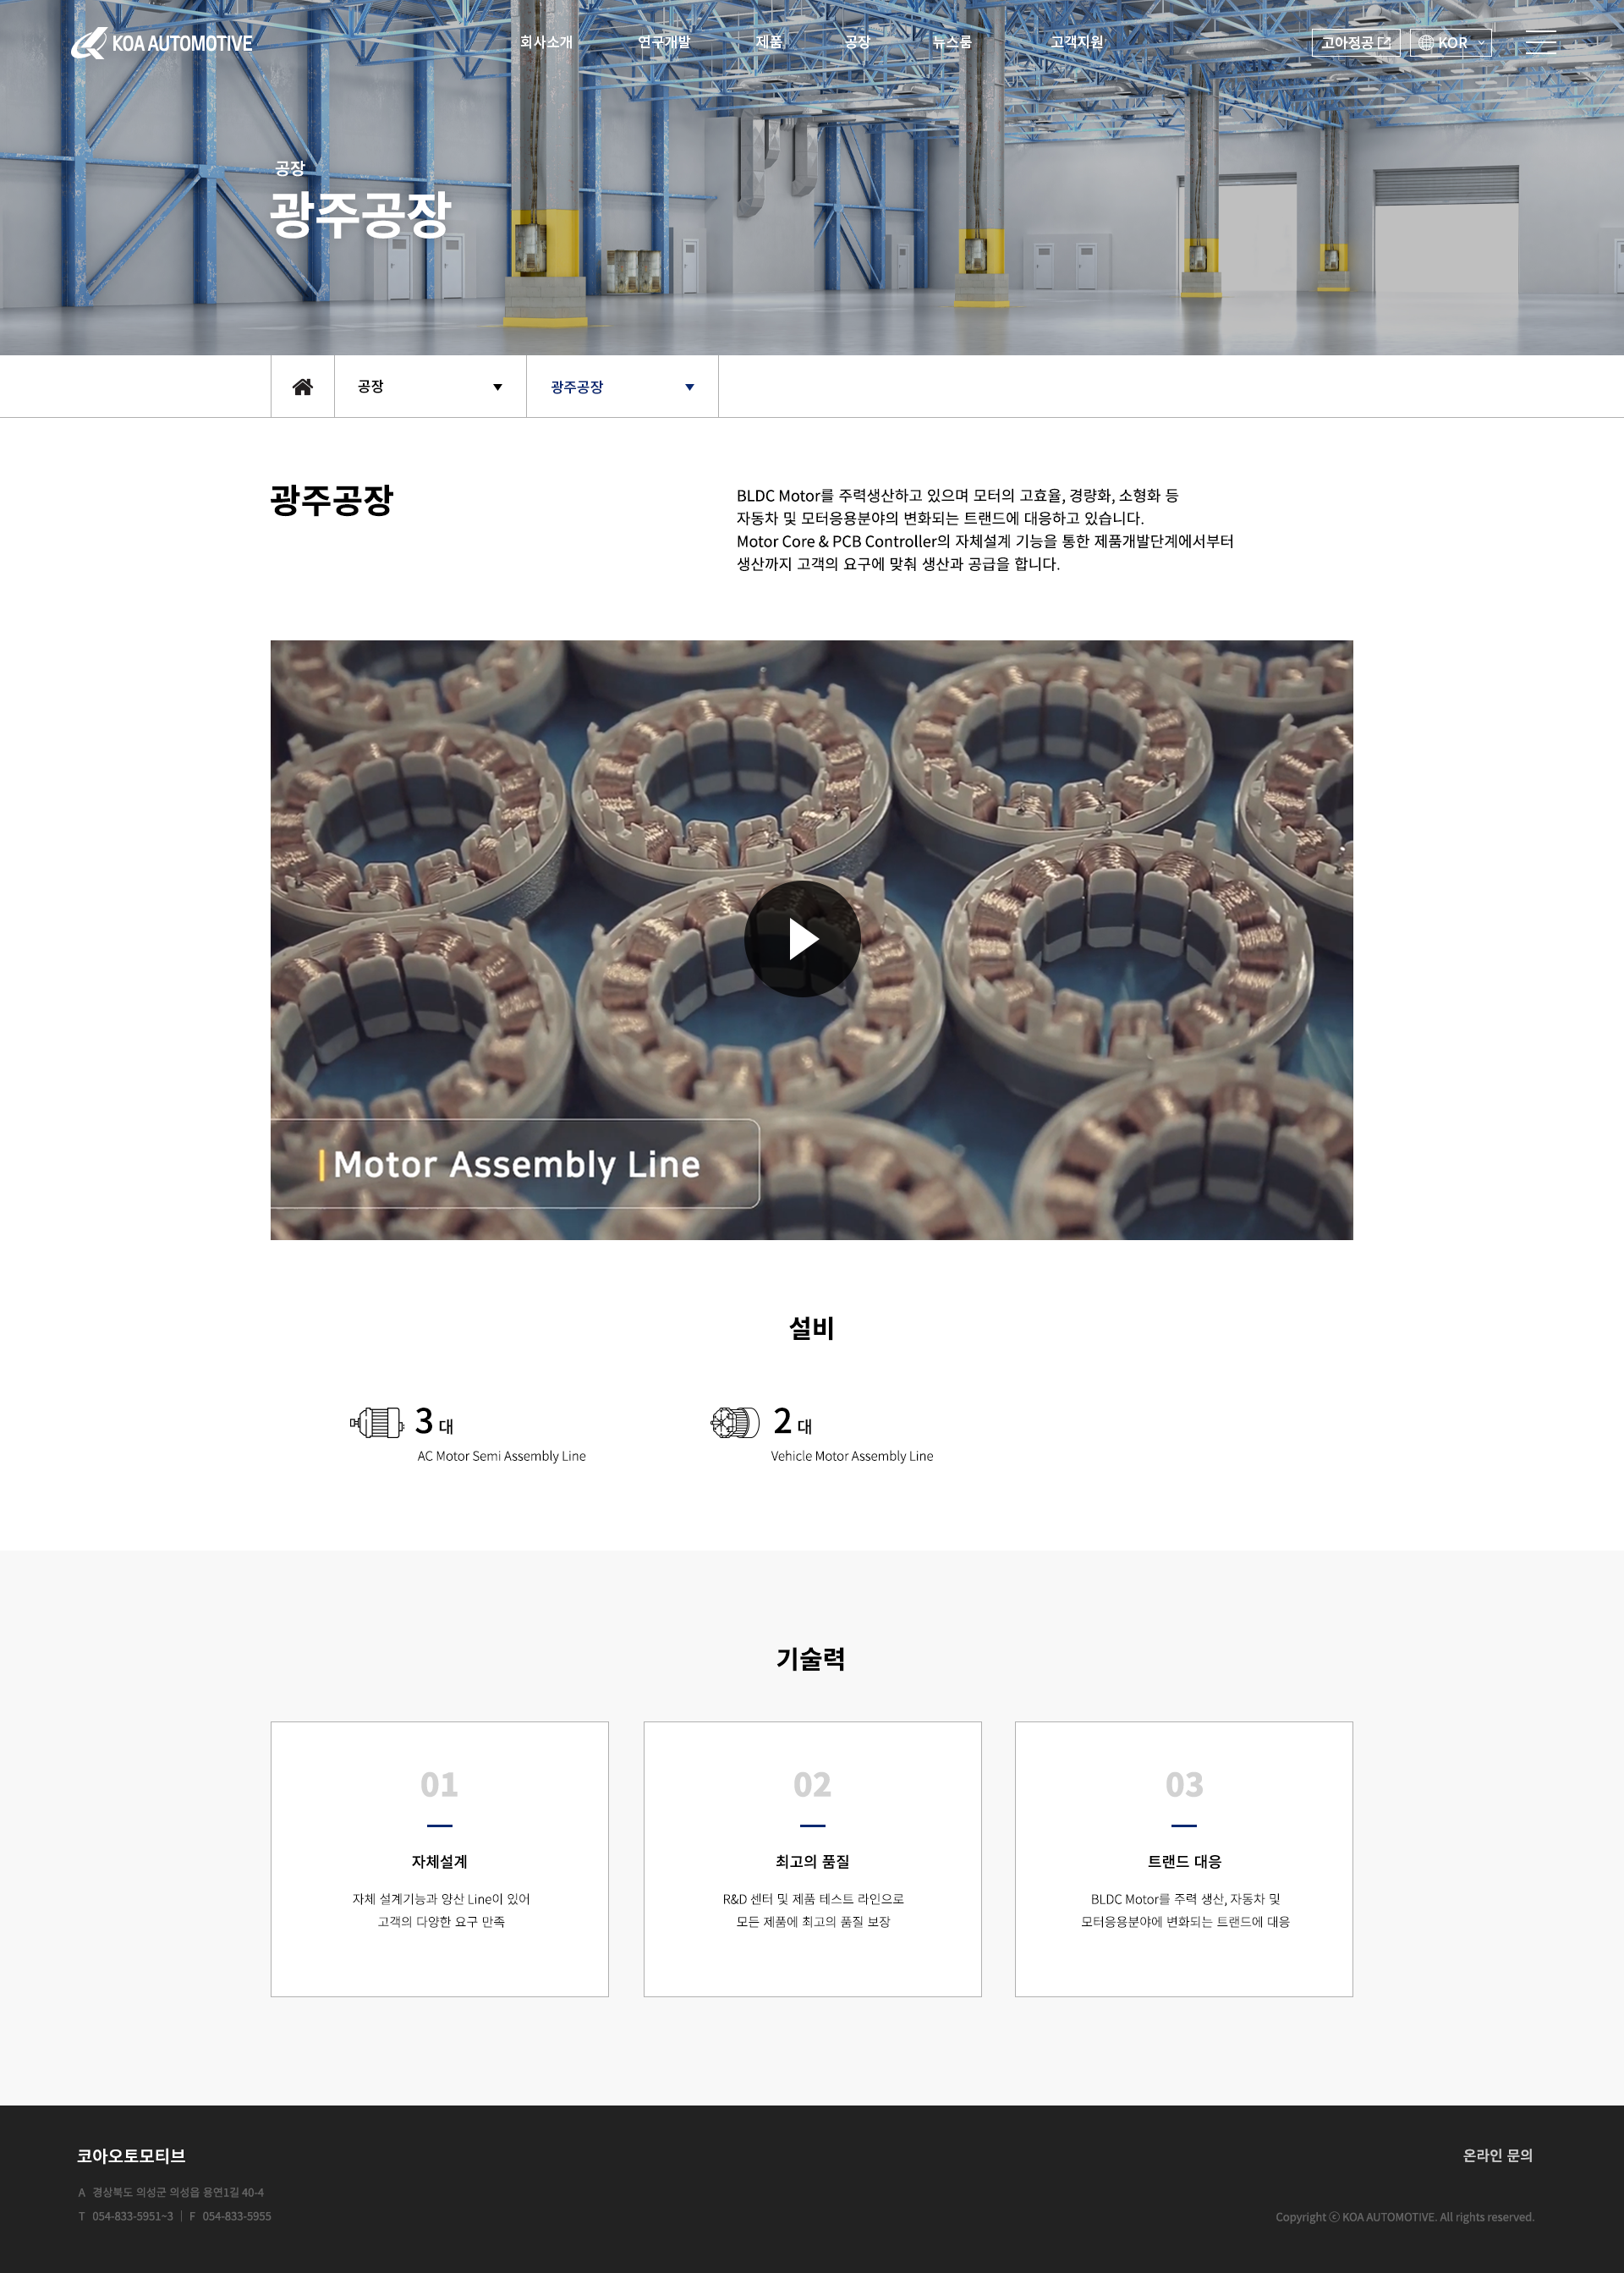 KOA AUTOMOTIVE
회사소개
연구개발
제품
공장
뉴스룸
고객지원
고아정공
KOR
공장
광주공장
공장
광주공장
광주공장
BLDC Motor를 주력생산하고 있으며 모터의 고효율, 경량화, 소형화 등
자동차 및 모터응용분야의 변화되는 트랜드에 대응하고 있습니다.
Motor Core & PCB Controller의 자체설계 기능을 통한 제품개발단계에서부터
생산까지 고객의 요구에 맞춰 생산과 공급을 합니다.
Motor Assembly Line
설비
3 대
AC Motor Semi Assembly Line
2 대
Vehicle Motor Assembly Line
기술력
01
자체설계
자체 설계기능과 양산 Line이 있어
고객의 다양한 요구 만족
02
최고의 품질
R&D 센터 및 제품 테스트 라인으로
모든 제품에 최고의 품질 보장
03
트랜드 대응
BLDC Motor를 주력 생산, 자동차 및
모터응용분야에 변화되는 트랜드에 대응
코아오토모티브
온라인 문의
A 경상북도 의성군 의성읍 용연1길 40-4
T 054-833-5951~3 | F 054-833-5955
Copyright ⓒ KOA AUTOMOTIVE. All rights reserved.